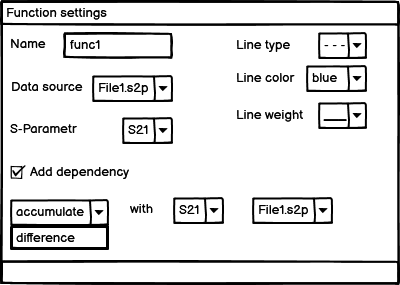 Function settings
Name func1
Line type ---
Data source File1.s2p
Line color blue
S-Parametr S21
Line weight
Add dependency
accumulate with S21 File1.s2p
difference